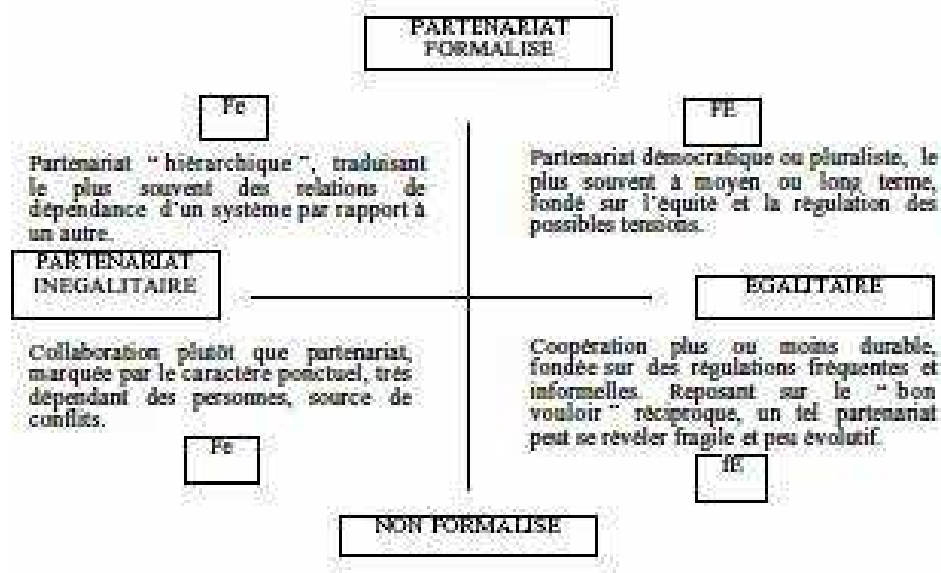 PARTENARIAT
FORMALISE
Fe
FE
Partenariat “ hiérarchique ”, traduisant
le plus souvent des relations de
dépendance d’un système par rapport à
un autre.
Partenariat démocratique ou pluraliste, le
plus souvent à moyen ou long terme,
fondé sur l’équité et la régulation des
possibles tensions.
PARTENARIAT
INEGALITAIRE
EGALITAIRE
Collaboration plutôt que partenariat,
marquée par le caractère ponctuel, très
dépendant des personnes, source de
conflits.
Coopération plus ou moins durable,
fondée sur des régulations fréquentes et
informelles. Reposant sur le “ bon
vouloir ” réciproque, un tel partenariat
peut se révéler fragile et peu évolutif.
Fe
fE
NON FORMALISE